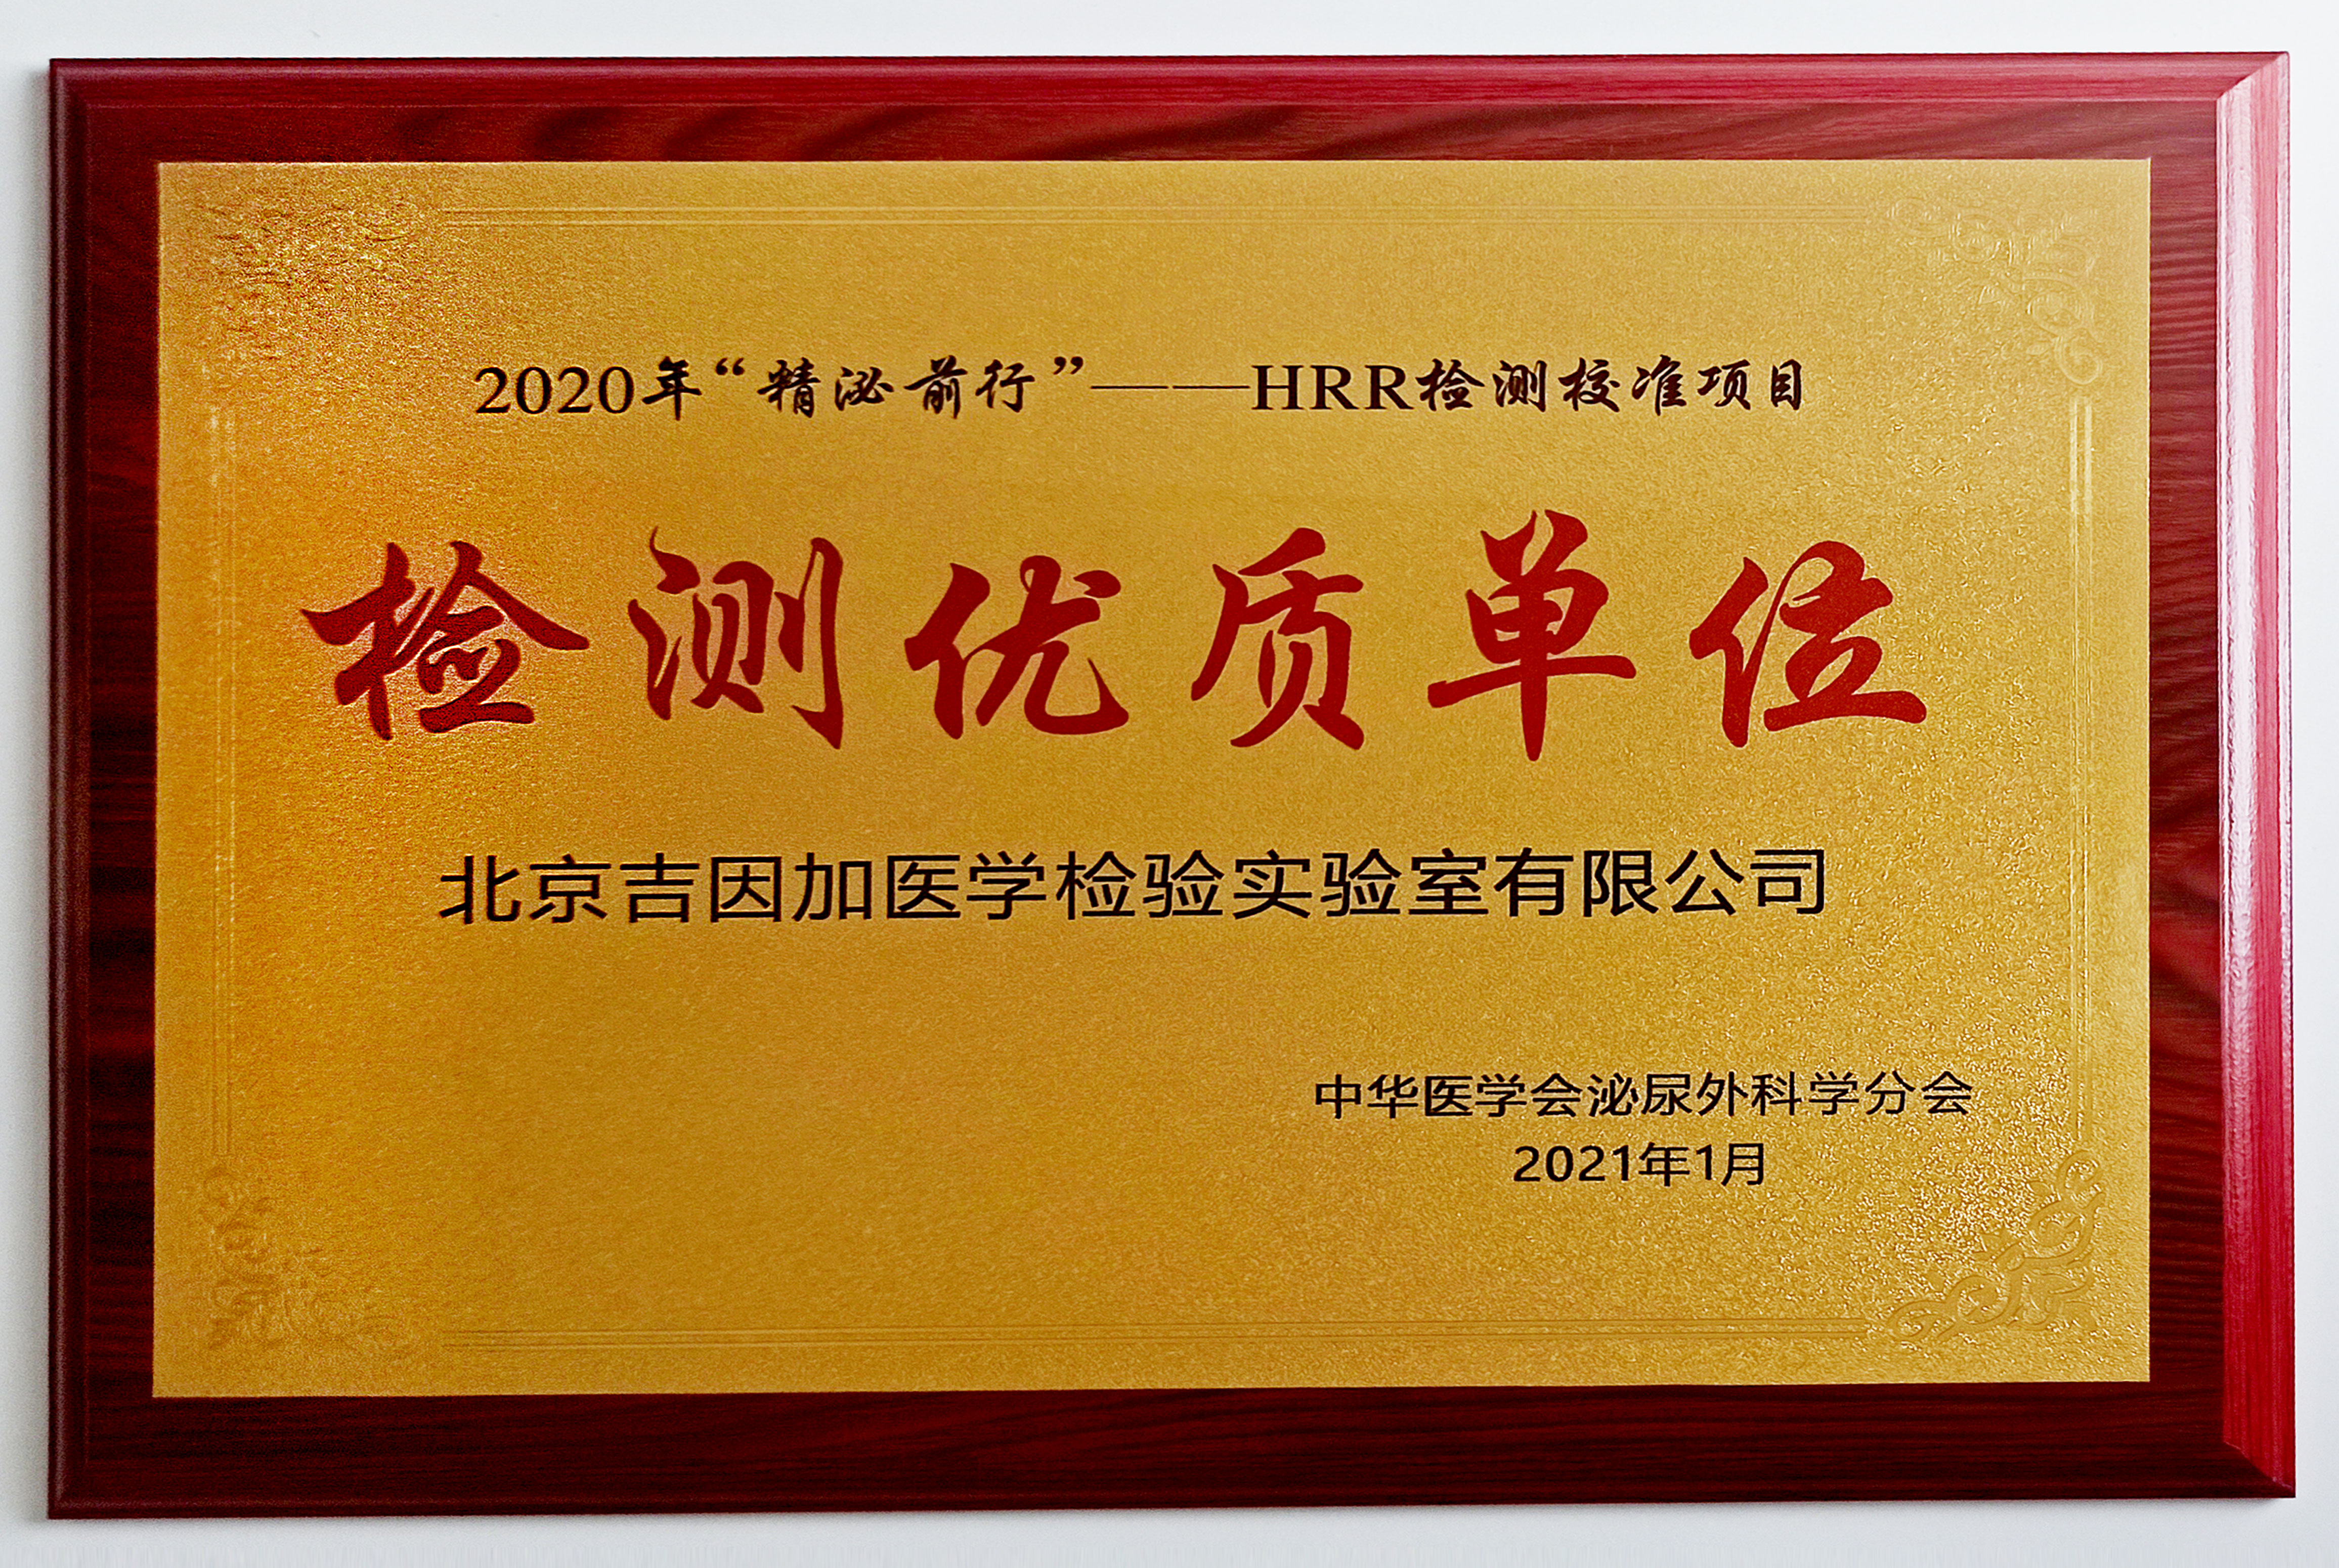 2020年“精泌前行”——HRR检测校准项目
检测优质单位
北京吉因加医学检验实验室有限公司
中华医学会泌尿外科学分会
2021年1月